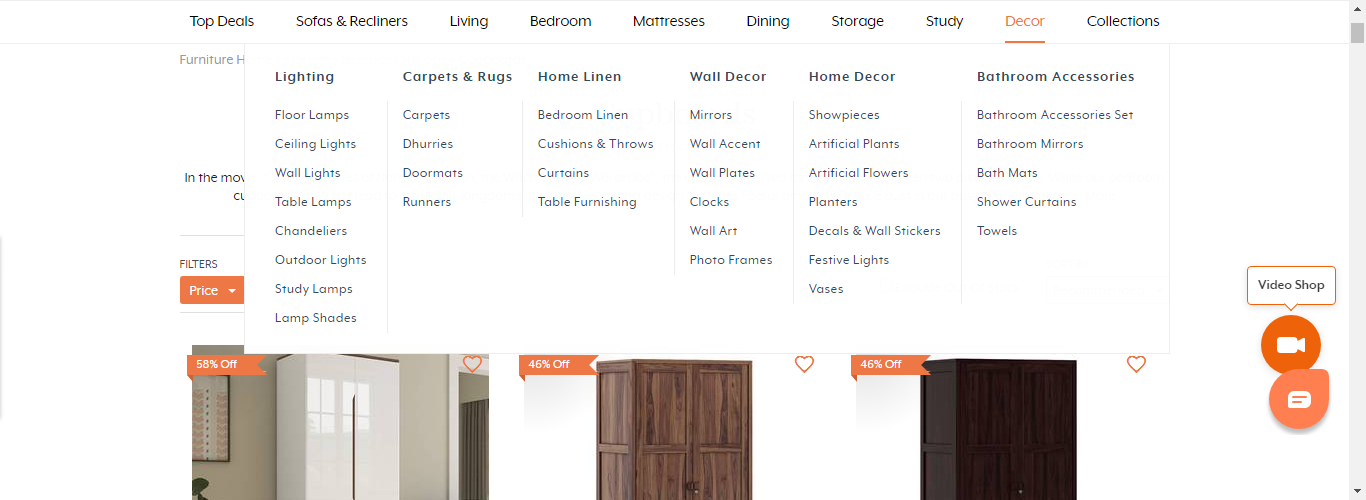 Top Deals Sofas & Recliners Living Bedroom Mattresses Dining Storage Study Decor Collections
Furniture H
Lighting
Floor Lamps
Ceiling Lights
Wall Lights
Table Lamps
Chandeliers
Outdoor Lights
Study Lamps
Lamp Shades
Carpets & Rugs
Carpets
Dhurries
Doormats
Runners
Home Linen
Bedroom Linen
Cushions & Throws
Curtains
Table Furnishing
Wall Decor
Mirrors
Wall Accent
Wall Plates
Clocks
Wall Art
Photo Frames
Home Decor
Showpieces
Artificial Plants
Artificial Flowers
Planters
Decals & Wall Stickers
Festive Lights
Vases
Bathroom Accessories
Bathroom Accessories Set
Bathroom Mirrors
Bath Mats
Shower Curtains
Towels
In the mov
cu
FILTERS
Price
58% Off
46% Off
46% Off
Video Shop